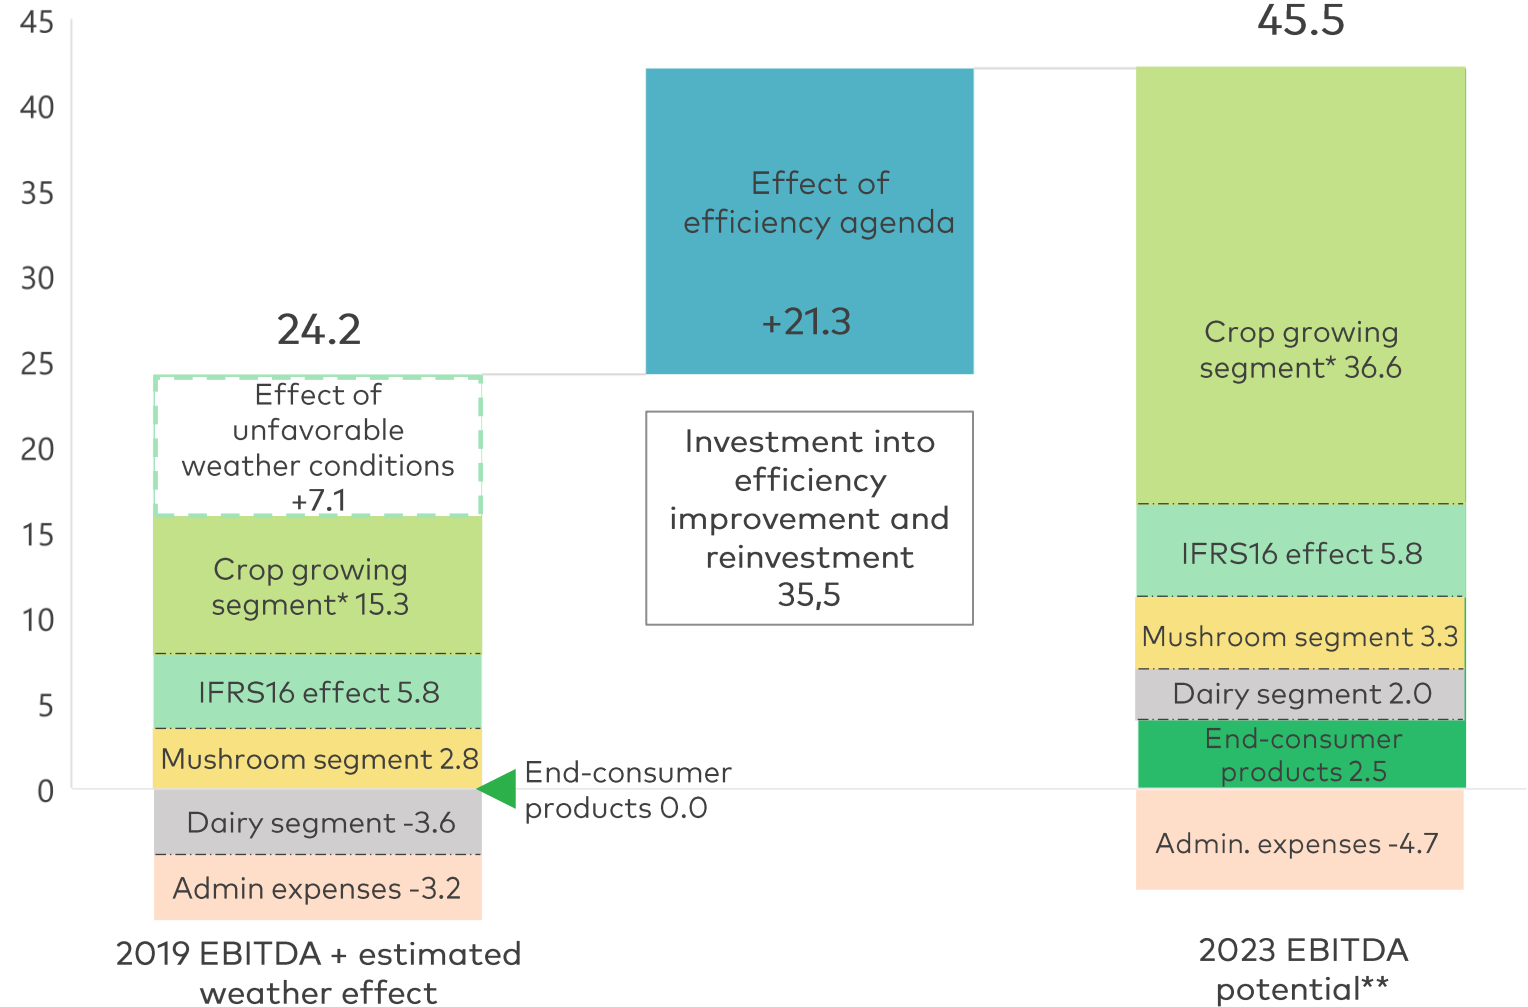 45
40
35
30
25
20
15
10
5
0
24.2
Effect of
unfavorable
weather conditions
+7.1
Crop growing
segment* 15.3
IFRS16 effect 5.8
Mushroom segment 2.8
Dairy segment -3.6
Admin expenses -3.2
2019 EBITDA + estimated
weather effect
End-consumer
products 0.0
Effect of
efficiency agenda
+21.3
Investment into
efficiency
improvement and
reinvestment
35,5
45.5
Crop growing
segment* 36.6
IFRS16 effect 5.8
Mushroom segment 3.3
Dairy segment 2.0
End-consumer
products 2.5
Admin. expenses -4.7
2023 EBITDA
potential**